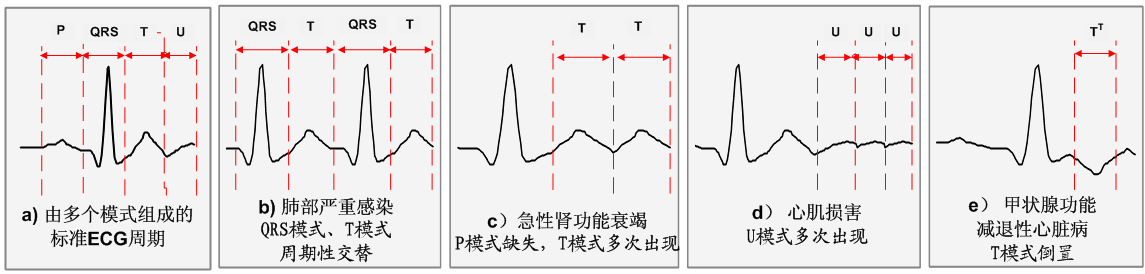 P QRS T U
a) 由多个模式组成的
标准ECG周期
QRS T QRS T
b) 肺部严重感染
QRS模式、T模式
周期性交替
T T
c）急性肾功能衰竭
P模式缺失，T模式多次出现
U U U
d）心肌损害
U模式多次出现
T T
e）甲状腺功能
减退性心脏病
T模式倒置